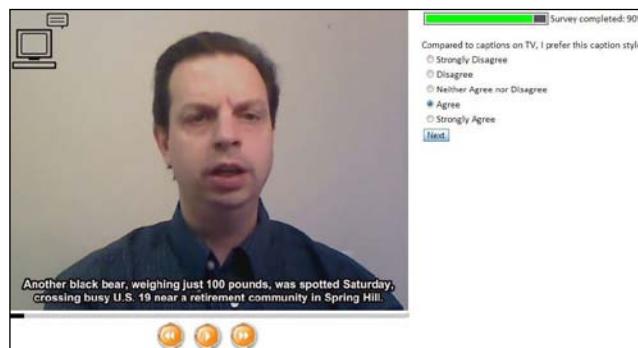 Survey completed: 90%
Compared to captions on TV, I prefer this caption style
Strongly Disagree
Disagree
Neither Agree nor Disagree
Agree
Strongly Agree
Next
Another black bear, weighing just 100 pounds, was spotted Saturday,
crossing busy U.S. 19 near a retirement community in Spring Hill.